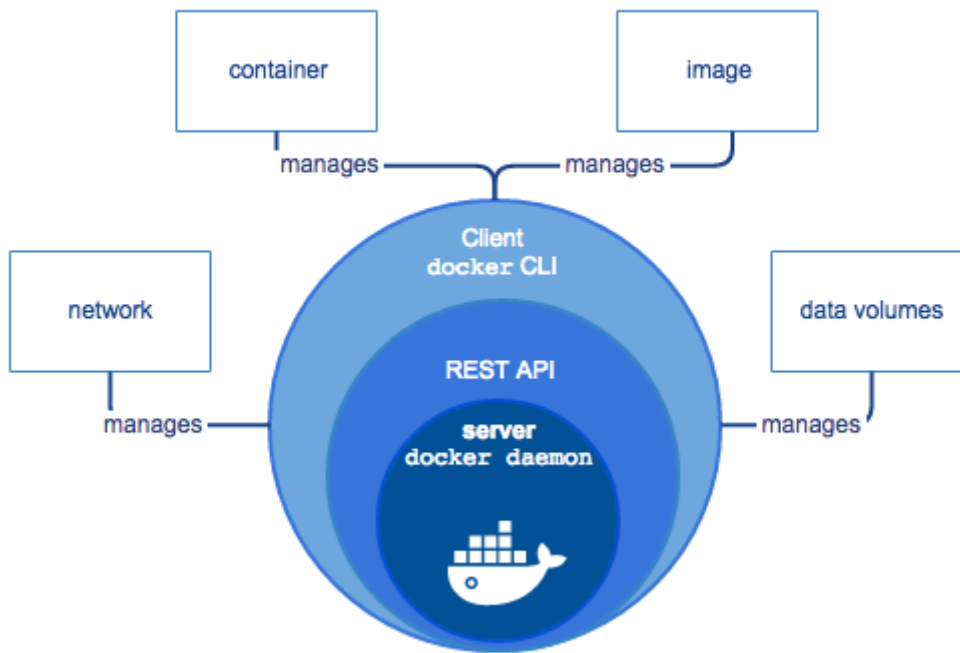 container
image
manages
manages
Client
docker CLI
network
data volumes
REST API
manages
manages
server
docker daemon